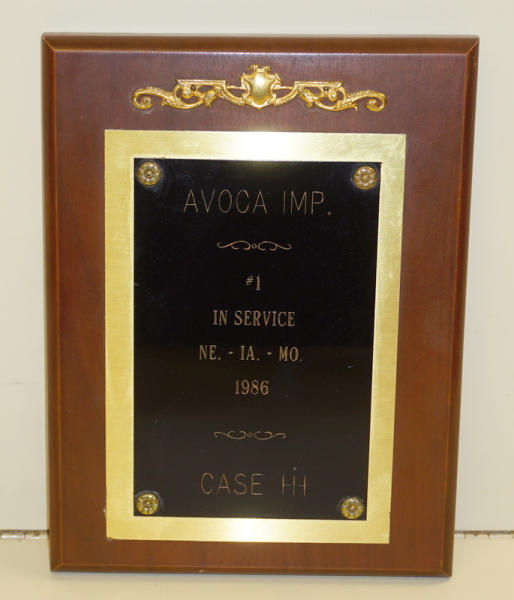 AVOCA IMP.
#1
IN SERVICE
NE. - IA. - MO.
1986
CASE IH